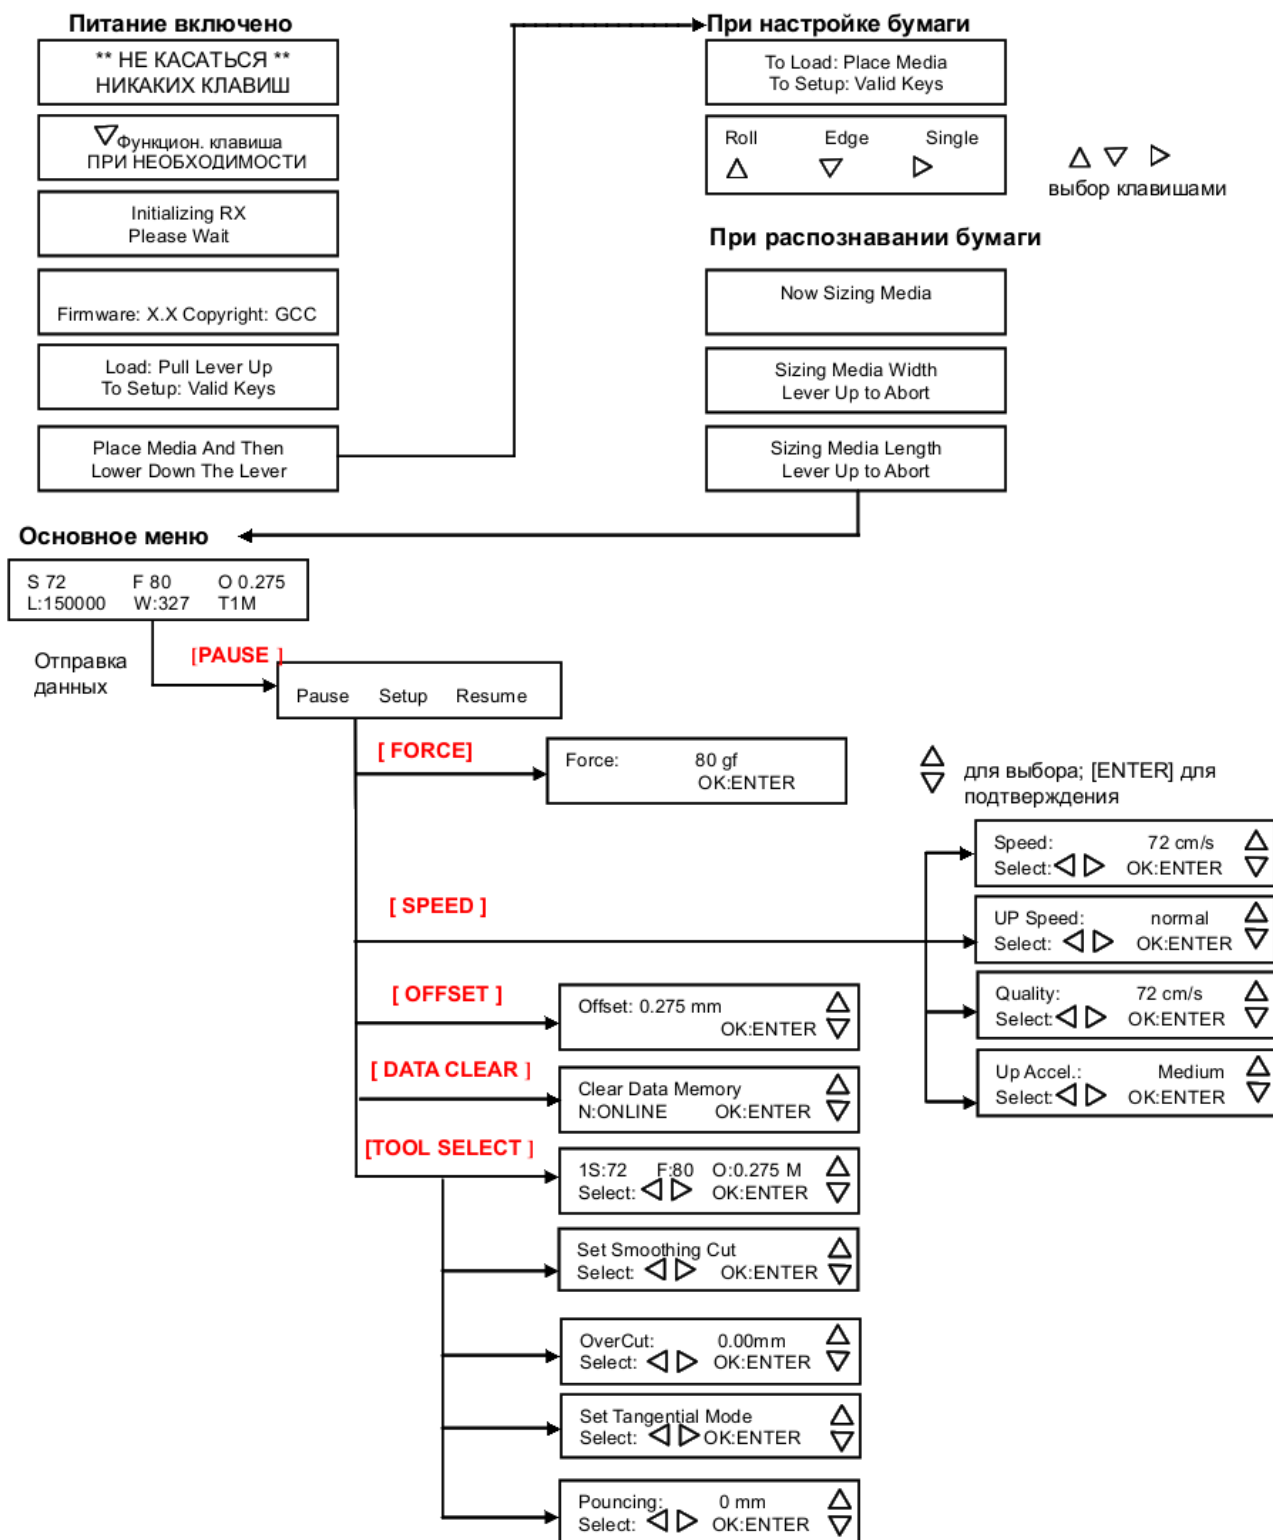 Питание включено
** НЕ КАСАТЬСЯ **
НИКАКИХ КЛАВИШ
Функцион. клавиша
ПРИ НЕОБХОДИМОСТИ
Initializing RX
Please Wait
Firmware: X.X Copyright: GCC
Load: Pull Lever Up
To Setup: Valid Keys
Place Media And Then
Lower Down The Lever
При настройке бумаги
To Load: Place Media
To Setup: Valid Keys
Roll Edge Single
выбор клавишами
При распознавании бумаги
Now Sizing Media
Sizing Media Width
Lever Up to Abort
Sizing Media Length
Lever Up to Abort
Основное меню
S 72 F 80 O 0.275
L:150000 W:327 T1M
Отправка
данных
[PAUSE ]
Pause Setup Resume
[ FORCE]
Force: 80 gf
OK:ENTER
для выбора; [ENTER] для
подтверждения
[ SPEED ]
Speed: 72 cm/s
Select: OK:ENTER
UP Speed: normal
Select: OK:ENTER
Quality: 72 cm/s
Select: OK:ENTER
Up Accel.: Medium
Select: OK:ENTER
[ OFFSET ]
Offset: 0.275 mm
OK:ENTER
[ DATA CLEAR ]
Clear Data Memory
N:ONLINE OK:ENTER
[TOOL SELECT ]
1S:72 F:80 O:0.275 M
Select: OK:ENTER
Set Smoothing Cut
Select: OK:ENTER
OverCut: 0.00mm
Select: OK:ENTER
Set Tangential Mode
Select: OK:ENTER
Pouncing: 0 mm
Select: OK:ENTER